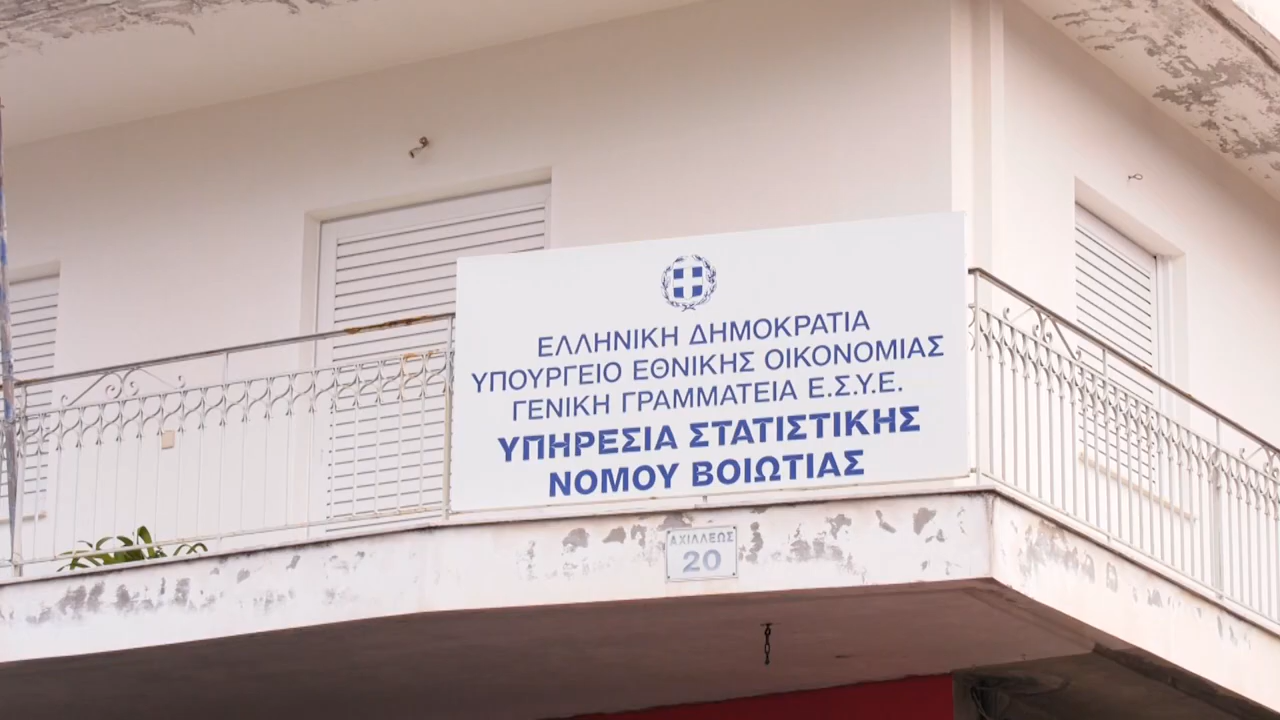 ΕΛΛΗΝΙΚΗ ΔΗΜΟΚΡΑΤΙΑ
ΥΠΟΥΡΓΕΙΟ ΕΘΝΙΚΗΣ ΟΙΚΟΝΟΜΙΑΣ
ΓΕΝΙΚΗ ΓΡΑΜΜΑΤΕΙΑ Ε.Σ.Υ.Ε.
ΥΠΗΡΕΣΙΑ ΣΤΑΤΙΣΤΙΚΗΣ
ΝΟΜΟΥ ΒΟΙΩΤΙΑΣ
ΑΧΙΛΛΕΩΣ
20